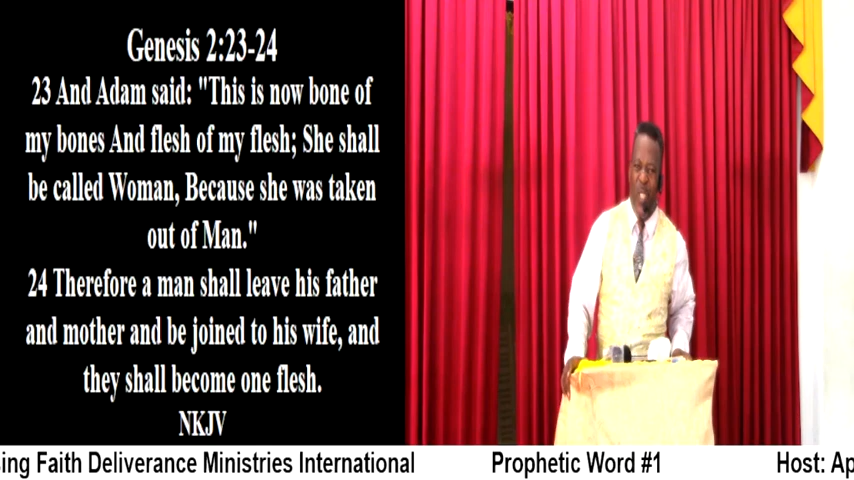 Genesis 2:23-24
23 And Adam said: "This is now bone of
my bones And flesh of my flesh; She shall
be called Woman, Because she was taken
out of Man."
24 Therefore a man shall leave his father
and mother and be joined to his wife, and
they shall become one flesh.
NKJV
Faith Deliverance Ministries International Prophetic Word #1 Host: